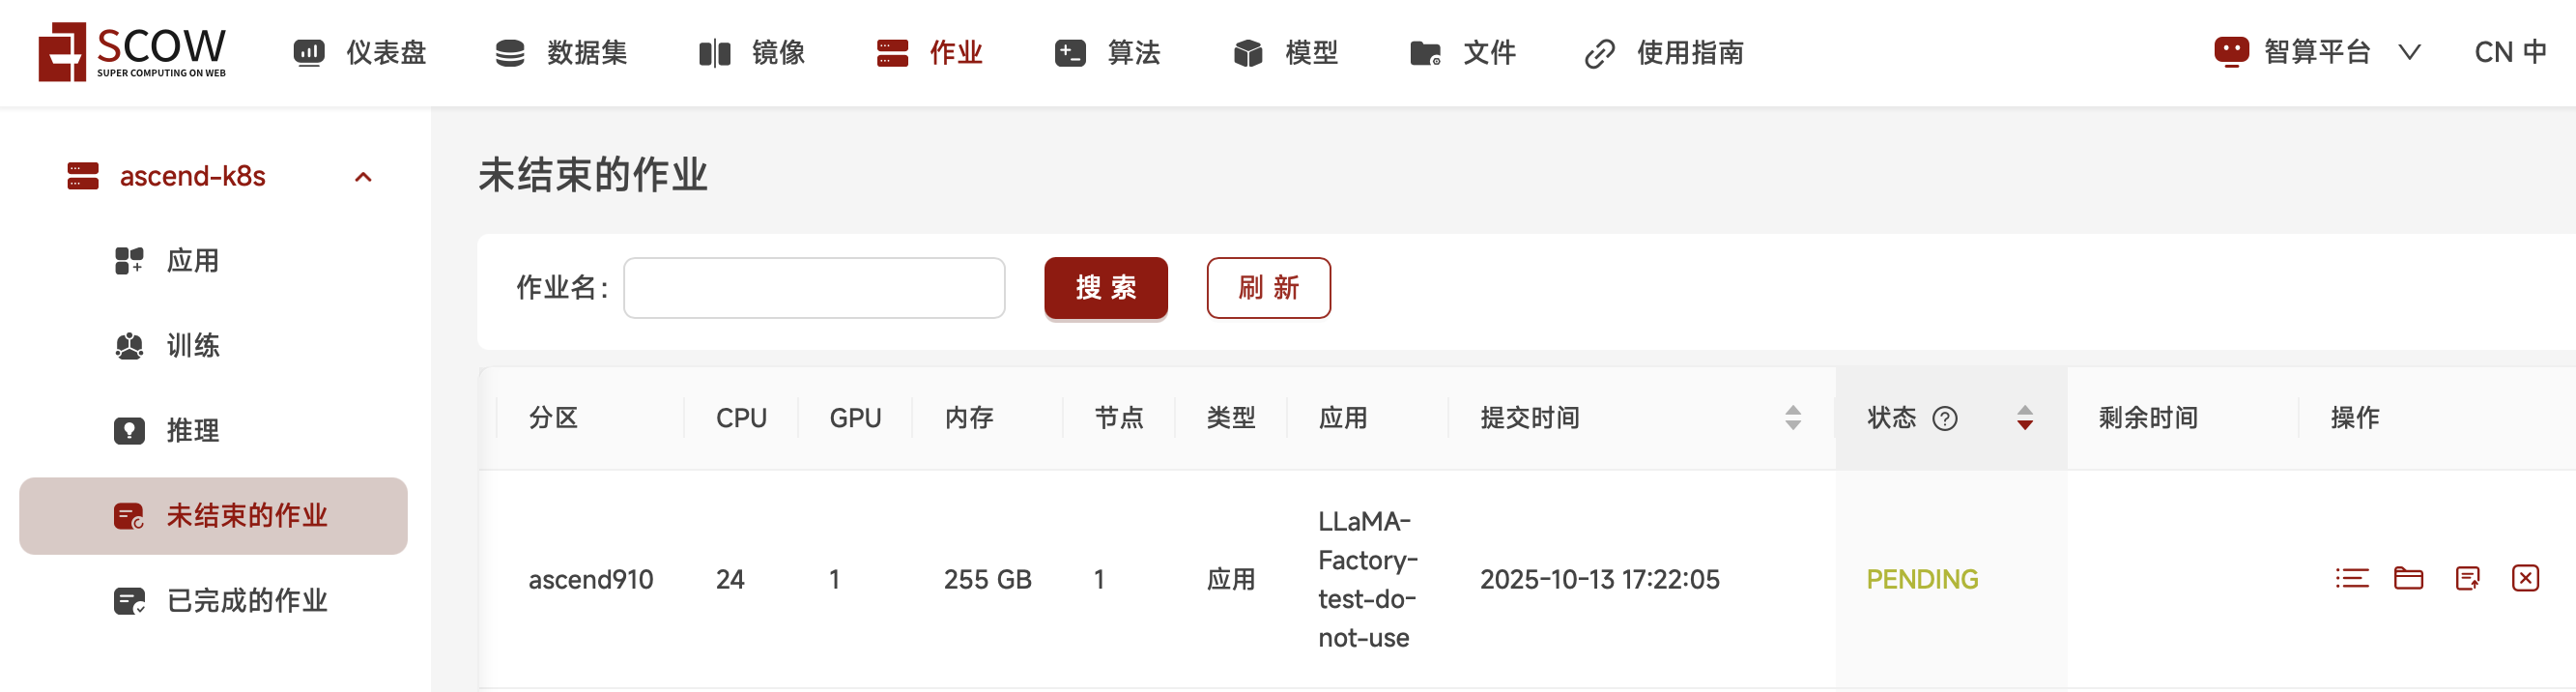 SCOW
SUPER COMPUTING ON WEB
仪表盘
数据集
镜像
作业
算法
模型
文件
使用指南
智算平台
CN 中
ascend-k8s
应用
训练
推理
未结束的作业
已完成的作业
未结束的作业
作业名：
搜 索
刷 新
分区 CPU GPU 内存 节点 类型 应用 提交时间 状态 剩余时间 操作
ascend910 24 1 255 GB 1 应用
LLaMA-
Factory-
test-do-
not-use
2025-10-13 17:22:05 PENDING